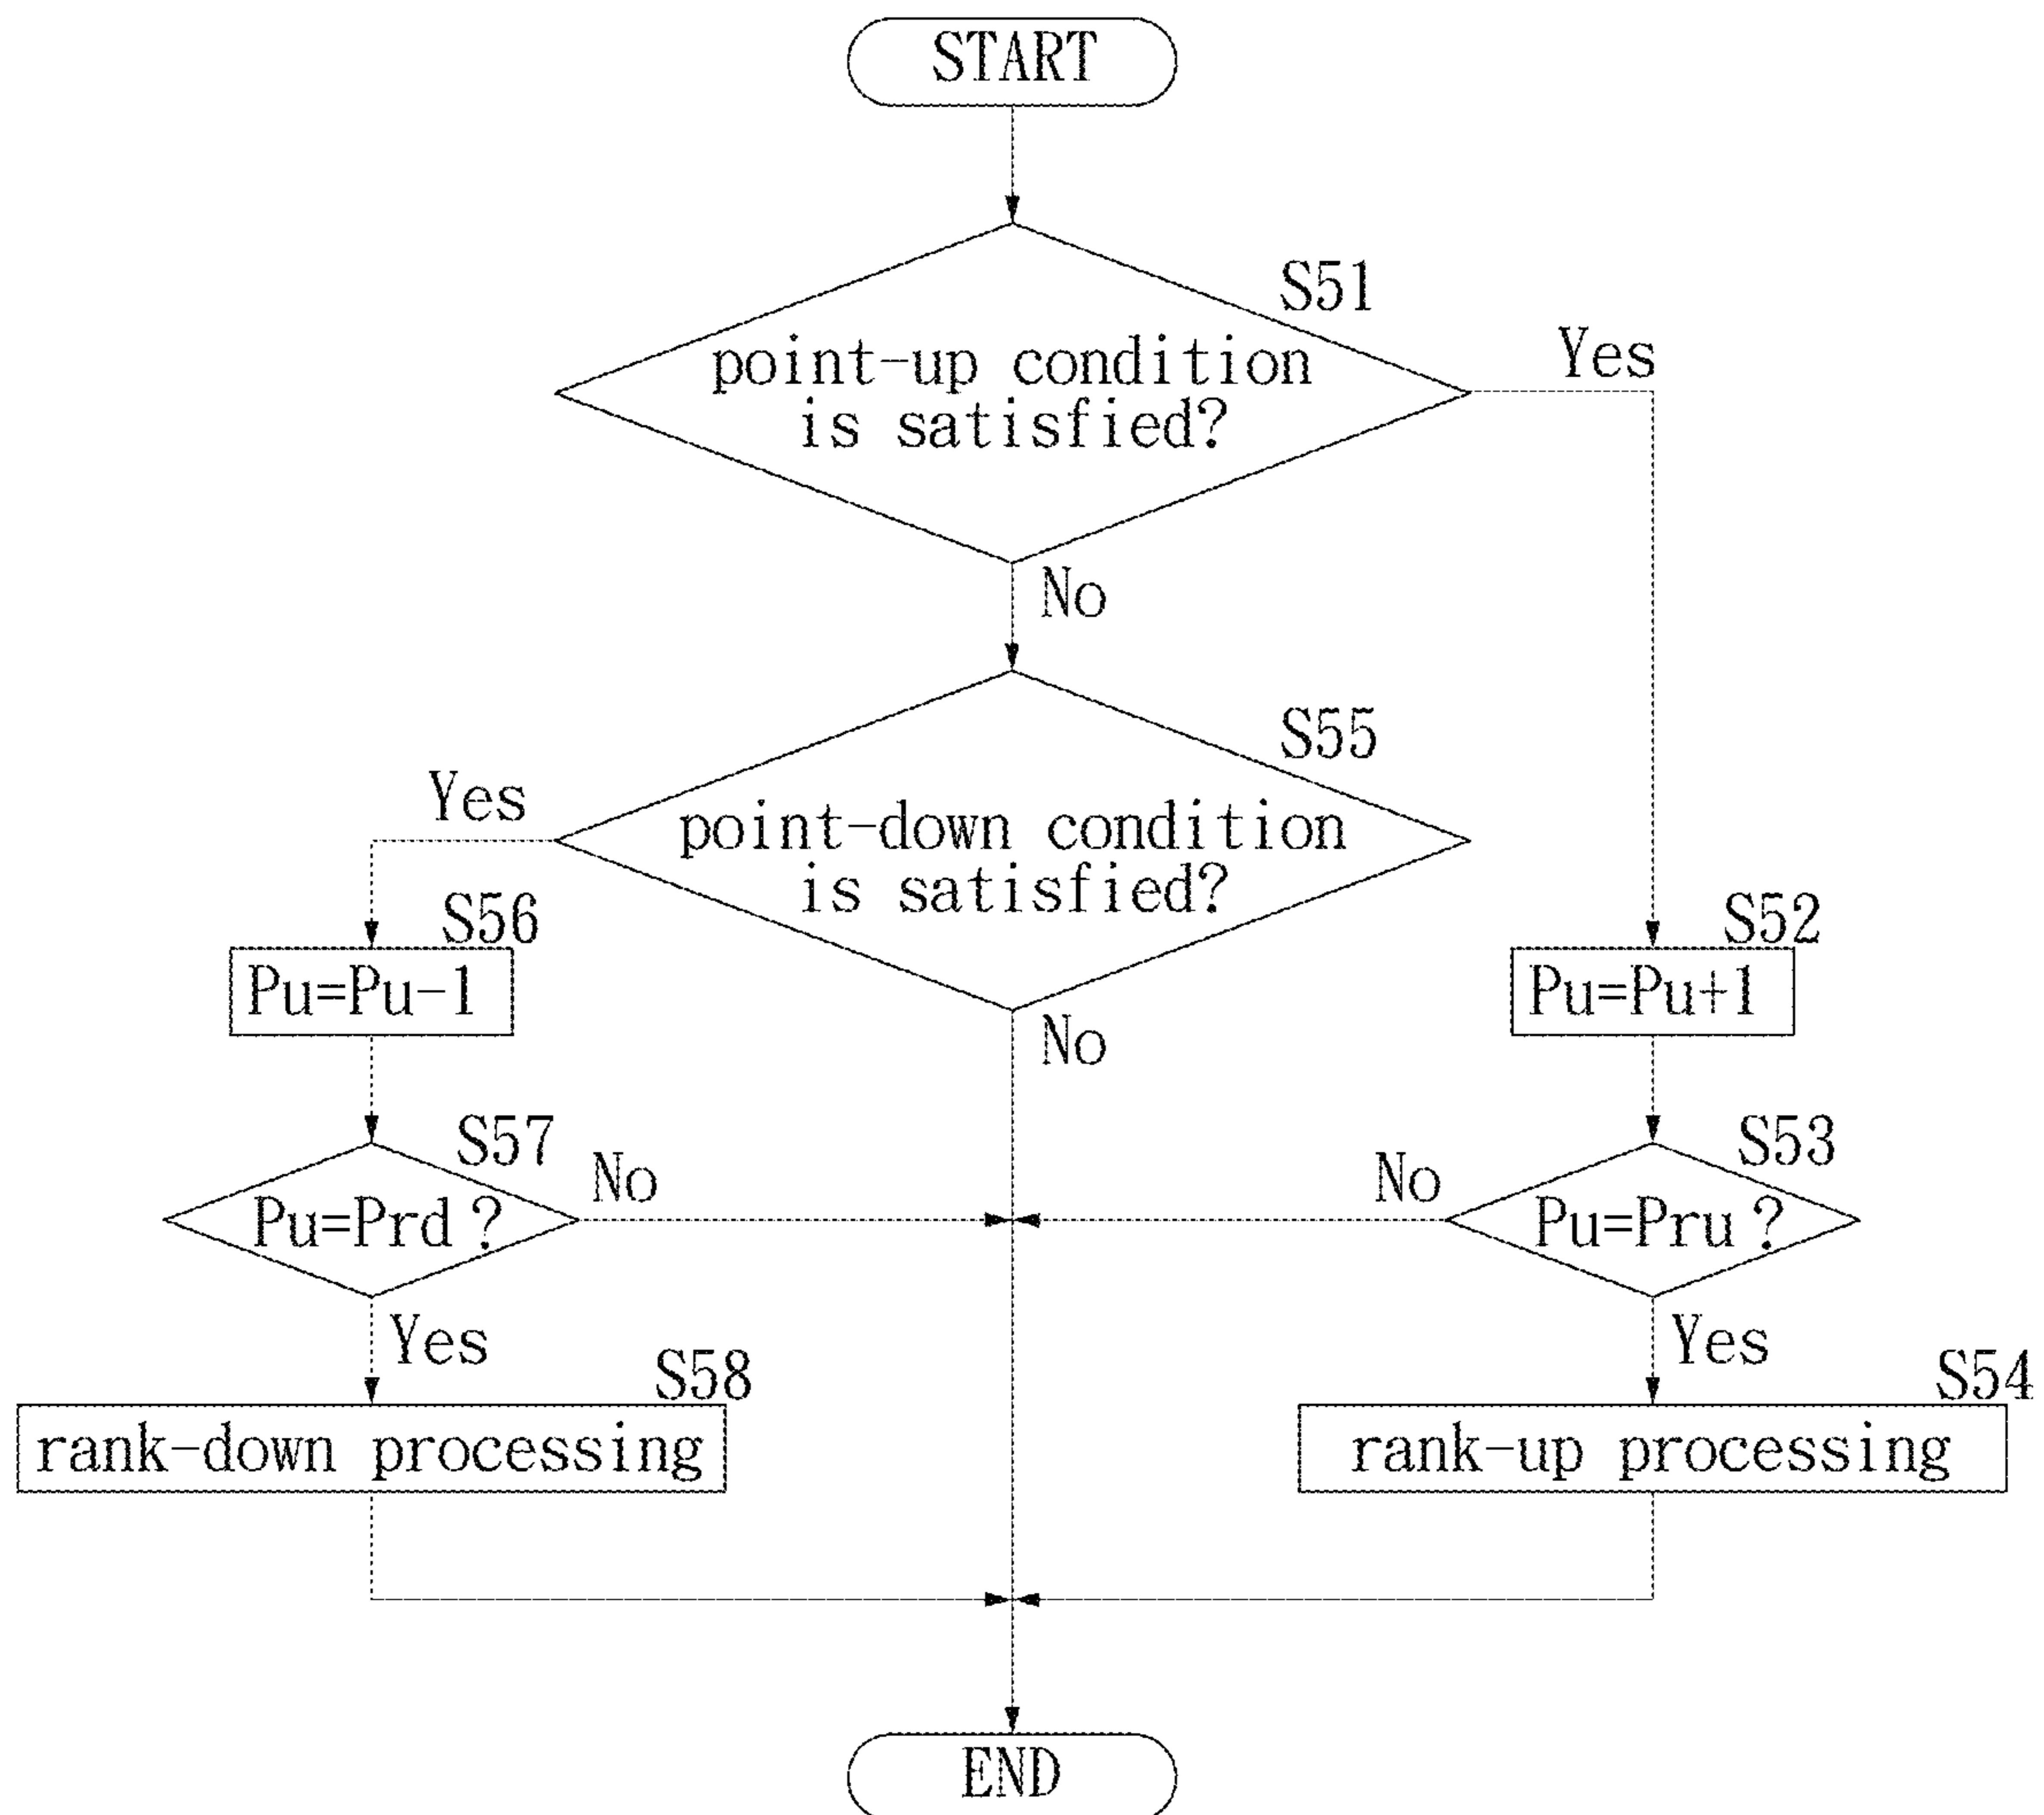 START
S51
point-up condition
is satisfied?
Yes
No
S55
point-down condition
is satisfied?
Yes
No
S56
Pu=Pu-1
S52
Pu=Pu+1
S57
Pu=Prd?
No
S53
Pu=Pru?
No
Yes
S58
rank-down processing
Yes
S54
rank-up processing
END